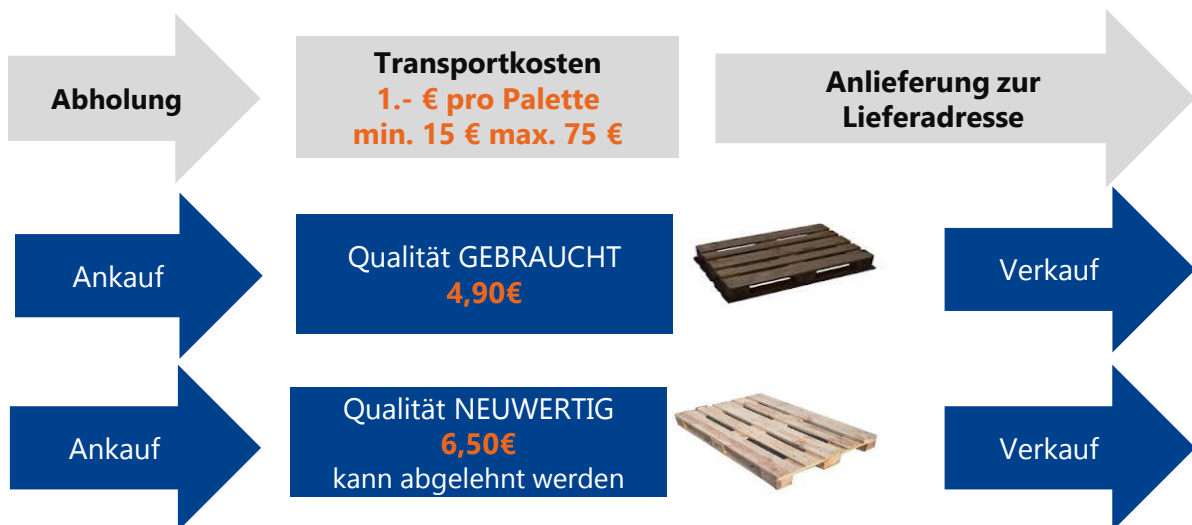 Abholung
Transportkosten
1.- € pro Palette
min. 15 € max. 75 €
Anlieferung zur
Lieferadresse
Ankauf
Qualität GEBRAUCHT
4,90€
Verkauf
Ankauf
Qualität NEUWERTIG
6,50€
kann abgelehnt werden
Verkauf